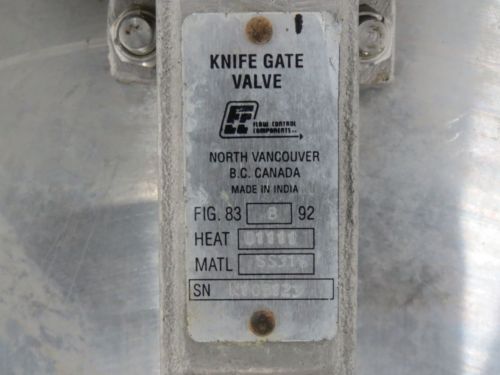 KNIFE GATE
VALVE
FLOW CONTROL
COMPONENTS
NORTH VANCOUVER
B.C. CANADA
MADE IN INDIA
FIG. 83 8 92
HEAT
MATL SS316
SN